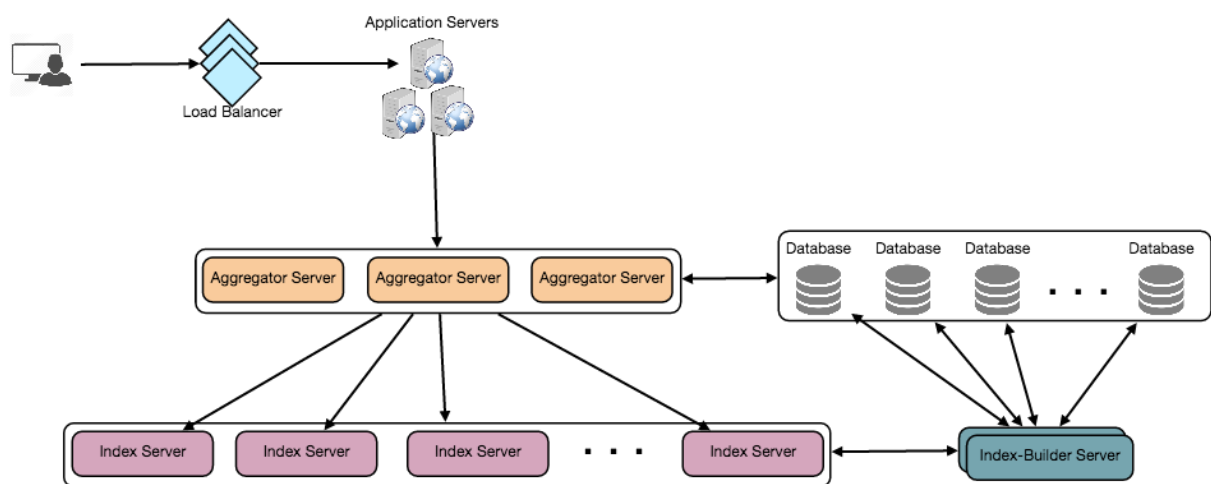 Application Servers
Load Balancer
Database Database Database Database
Aggregator Server Aggregator Server Aggregator Server
Index Server Index Server Index Server Index Server
Index-Builder Server